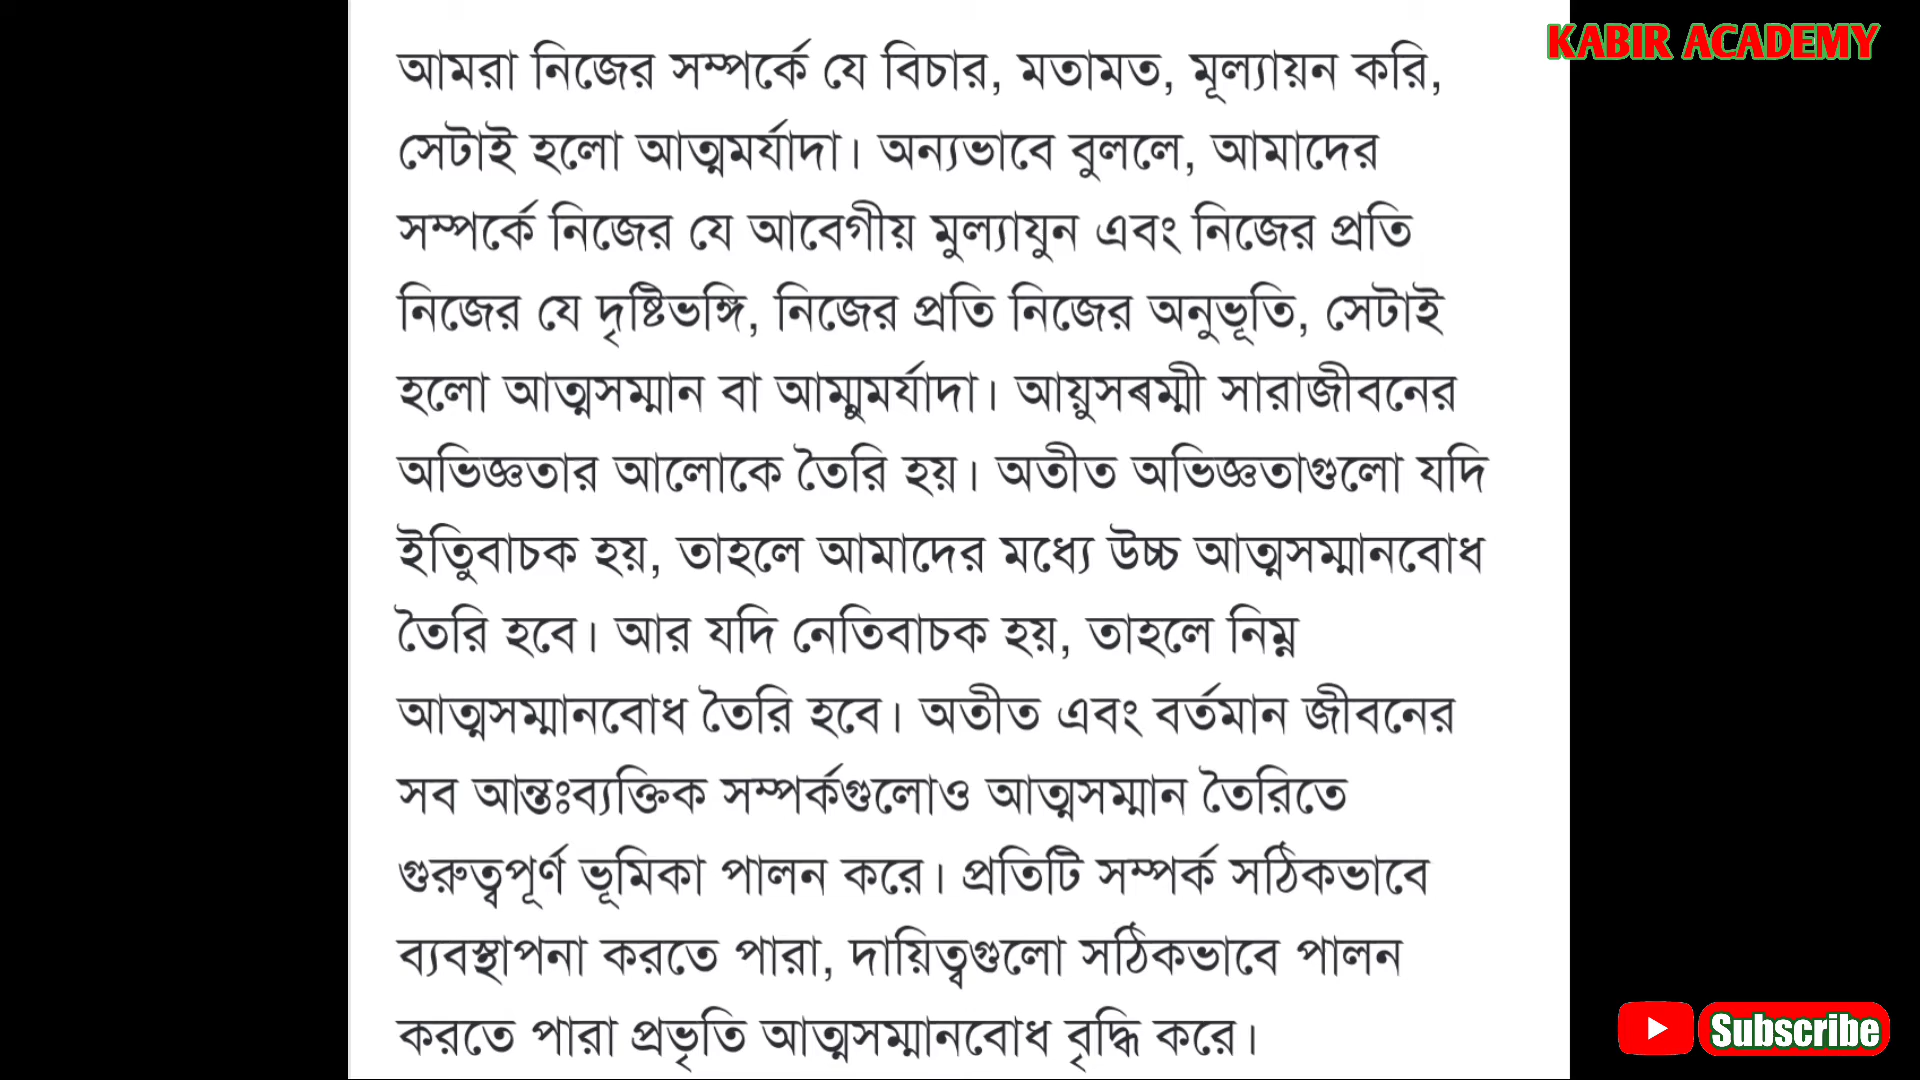 KABIR ACADEMY
আমরা নিজের সম্পর্কে যে বিচার, মতামত, মূল্যায়ন করি,
সেটাই হলো আত্মমর্যাদা। অন্যভাবে বুললে, আমাদের
সম্পর্কে নিজের যে আবেগীয় মুল্যাযুন এবং নিজের প্রতি
নিজের যে দৃষ্টিভঙ্গি, নিজের প্রতি নিজের অনুভূতি, সেটাই
হলো আত্মসম্মান বা আম্মুমর্যাদা। আয়ুসৰম্মী সারাজীবনের
অভিজ্ঞতার আলোকে তৈরি হয়। অতীত অভিজ্ঞতাগুলো যদি
ইতিুবাচক হয়, তাহলে আমাদের মধ্যে উচ্চ আত্মসম্মানবোধ
তৈরি হবে। আর যদি নেতিবাচক হয়, তাহলে নিম্ন
আত্মসম্মানবোধ তৈরি হবে। অতীত এবং বর্তমান জীবনের
সব আন্তঃব্যক্তিক সম্পর্কগুলোও আত্মসম্মান তৈরিতে
গুরুত্বপূর্ণ ভূমিকা পালন করে। প্রতিটি সম্পর্ক সঠিকভাবে
ব্যবস্থাপনা করতে পারা, দায়িত্বগুলো সঠিকভাবে পালন
করতে পারা প্রভৃতি আত্মসম্মানবোধ বৃদ্ধি করে।
Subscribe